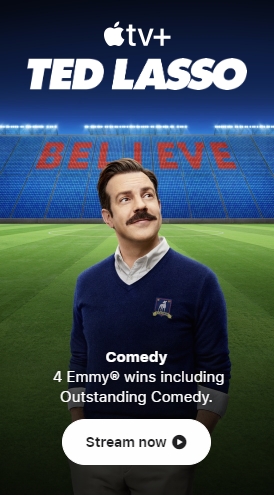 tv+
TED LASSO
BELIEVE
Comedy
4 Emmy® wins including
Outstanding Comedy.
Stream now